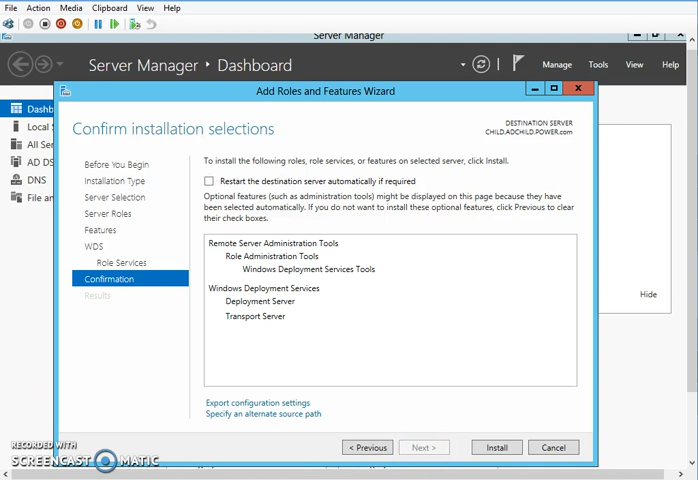 File Action Media Clipboard View Help
Server Manager
Server Manager ‣ Dashboard
Manage Tools View Help
Add Roles and Features Wizard
Dashb
Local S
All Ser
AD DS
DNS
File an
Confirm installation selections
DESTINATION SERVER
CHILD.ADCHILD.POWER.com
Before You Begin
Installation Type
Server Selection
Server Roles
Features
WDS
Role Services
Confirmation
Results
To install the following roles, role services, or features on selected server, click Install.
Restart the destination server automatically if required
Optional features (such as administration tools) might be displayed on this page because they have
been selected automatically. If you do not want to install these optional features, click Previous to clear
their check boxes.
Remote Server Administration Tools
Role Administration Tools
Windows Deployment Services Tools
Windows Deployment Services
Deployment Server
Transport Server
Hide
Export configuration settings
Specify an alternate source path
< Previous Next > Install Cancel
RECORDED WITH
SCREENCAST MATIC